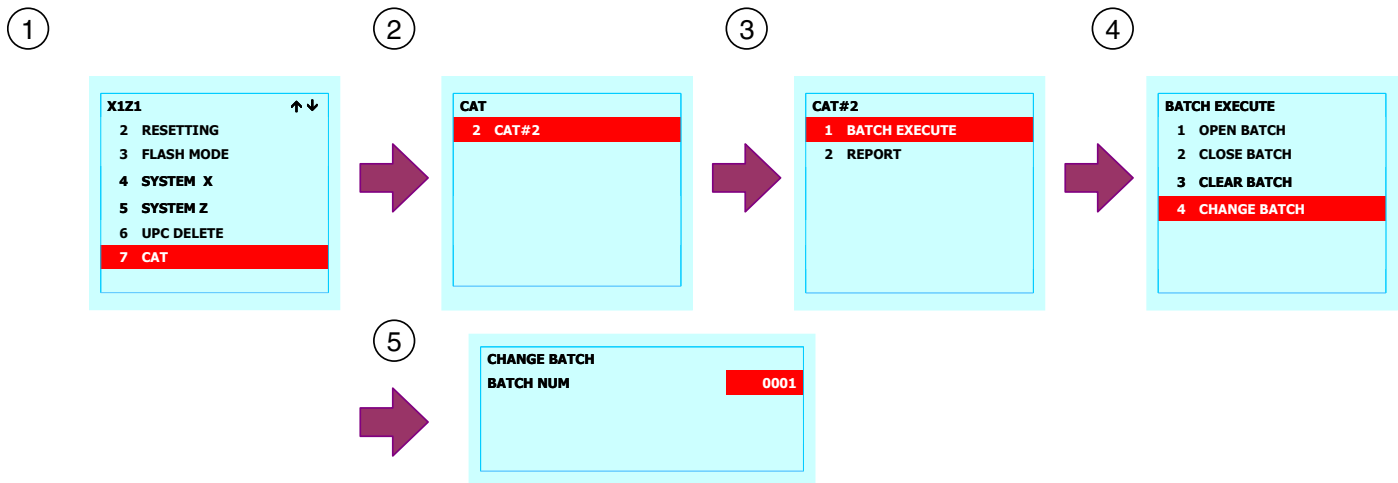 1
X1Z1
2 RESETTING
3 FLASH MODE
4 SYSTEM X
5 SYSTEM Z
6 UPC DELETE
7 CAT
2
CAT
2 CAT#2
3
CAT#2
1 BATCH EXECUTE
2 REPORT
4
BATCH EXECUTE
1 OPEN BATCH
2 CLOSE BATCH
3 CLEAR BATCH
4 CHANGE BATCH
5
CHANGE BATCH
BATCH NUM 0001